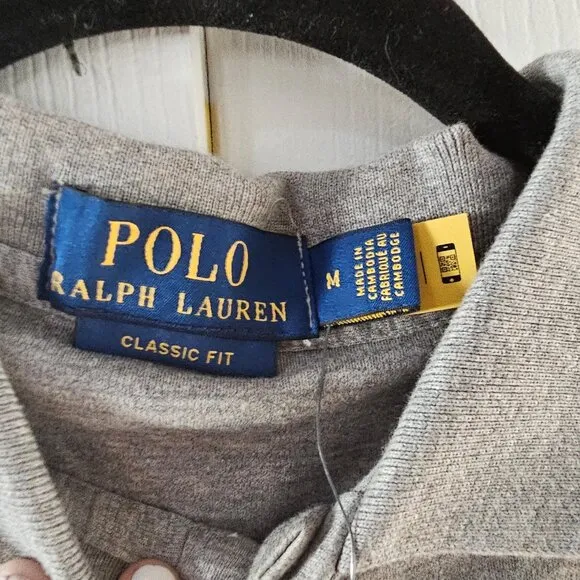 POLO
RALPH LAUREN
CLASSIC FIT
M
MADE IN
CAMBODIA
FABRIQUÉ AU
CAMBODGE